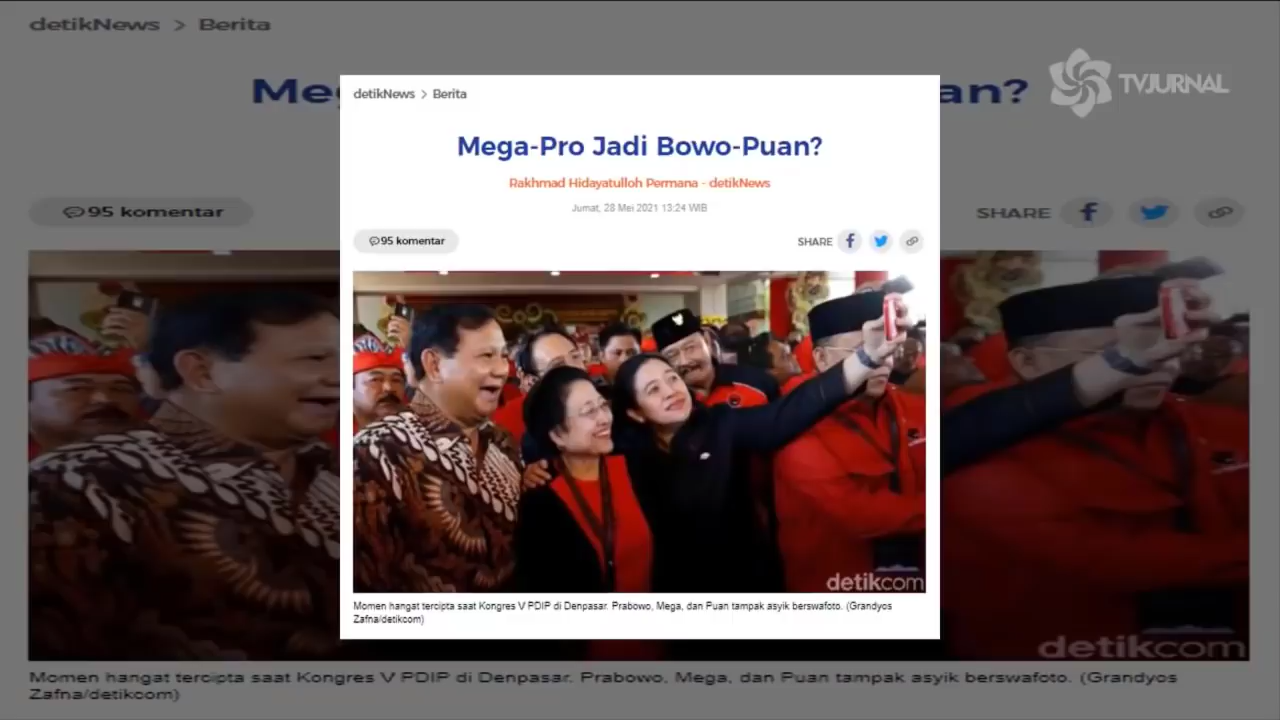 detikNews > Berita
TVJURNAL
Me
an?
95 komentar
SHARE
detikNews > Berita
Mega-Pro Jadi Bowo-Puan?
Rakhmad Hidayatulloh Permana - detikNews
Jumat, 28 Mei 2021 13:24 WIB
95 komentar
SHARE
detikcom
Momen hangat tercipta saat Kongres V PDIP di Denpasar. Prabowo, Mega, dan Puan tampak asyik berswafoto. (Grandyos
Zafna/detikcom)
detikcom
Momen hangat tercipta saat Kongres V PDIP di Denpasar. Prabowo, Mega, dan Puan tampak asyik berswafoto. (Grandyos
Zafna/detikcom)